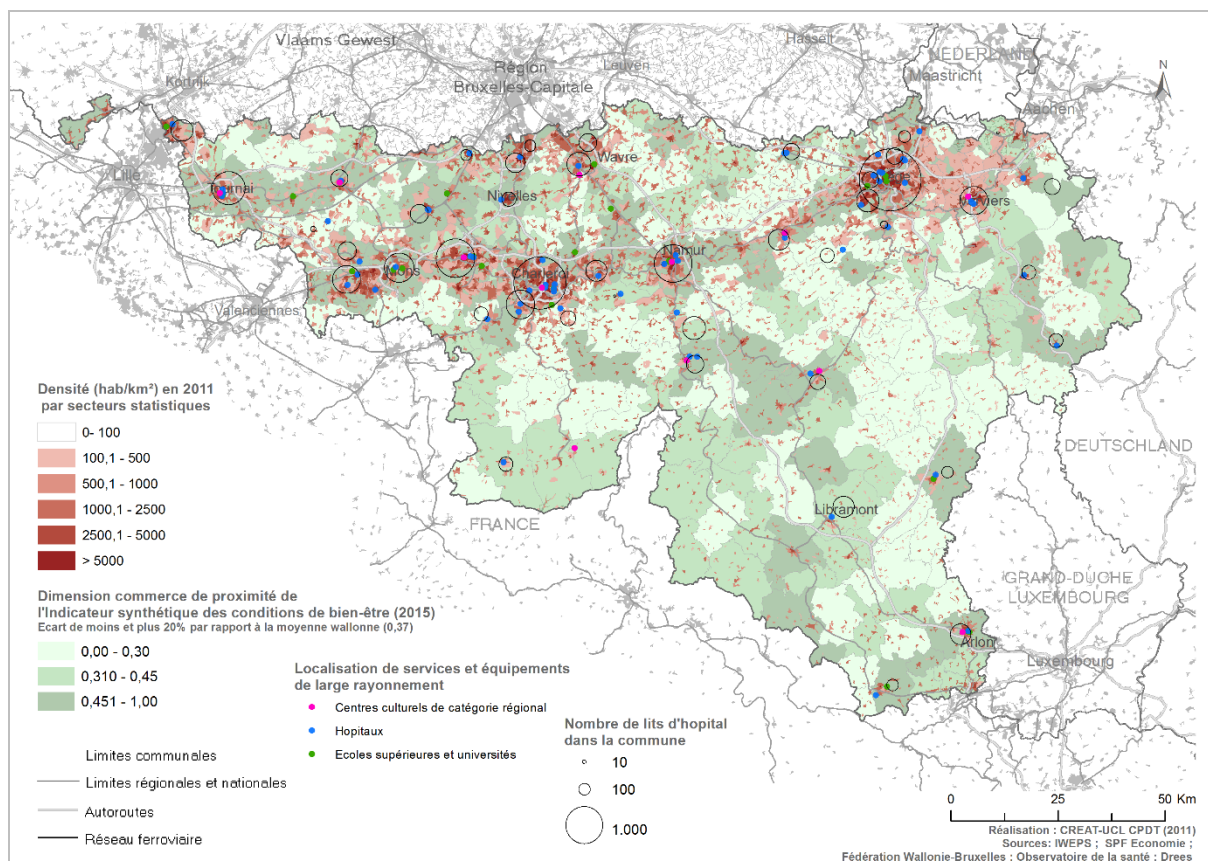 Vlaams Gewest
Hasselt
NEDERLAND
Maastricht
Leuven
Région
Bruxelles-Capitale
Kortrijk
Aachen
N
Wavre
Lille
Tournai
Nivelles
Verviers
Namur
Mons
Charleroi
Valenciennes
DEUTSCHLAND
Libramont
FRANCE
GRAND-DUCHE
LUXEMBOURG
Arlon
Luxembourg
Densité (hab/km²) en 2011
par secteurs statistiques
0- 100
100,1 - 500
500,1 - 1000
1000,1 - 2500
2500,1 - 5000
> 5000
Dimension commerce de proximité de
l'Indicateur synthétique des conditions de bien-être (2015)
Ecart de moins et plus 20% par rapport à la moyenne wallonne (0,37)
0,00 - 0,30
0,310 - 0,45
0,451 - 1,00
Limites communales
Limites régionales et nationales
Autoroutes
Réseau ferroviaire
Localisation de services et équipements
de large rayonnement
Centres culturels de catégorie régional
Hopitaux
Ecoles supérieures et universités
Nombre de lits d'hopital
dans la commune
10
100
1.000
0 25 50 Km
Réalisation : CREAT-UCL CPDT (2011)
Sources: IWEPS ; SPF Economie ;
Fédération Wallonie-Bruxelles ; Observatoire de la santé ; Drees